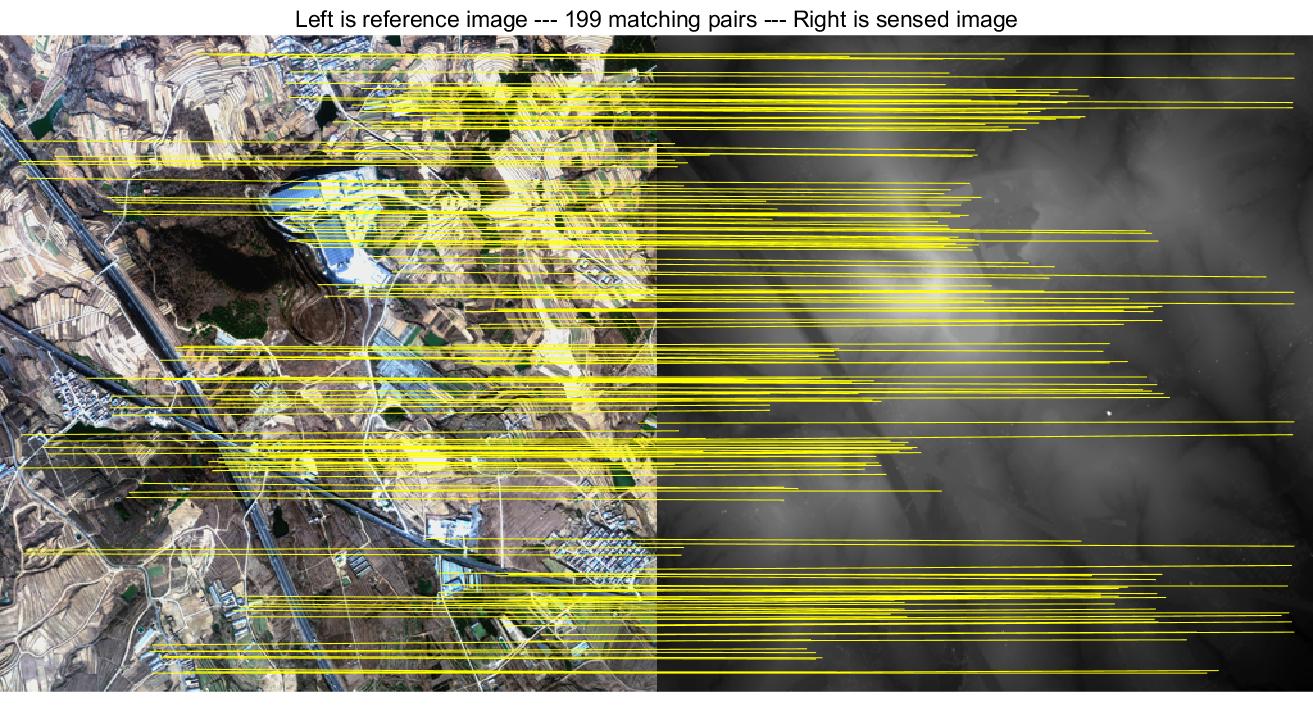 Left is reference image --- 199 matching pairs --- Right is sensed image